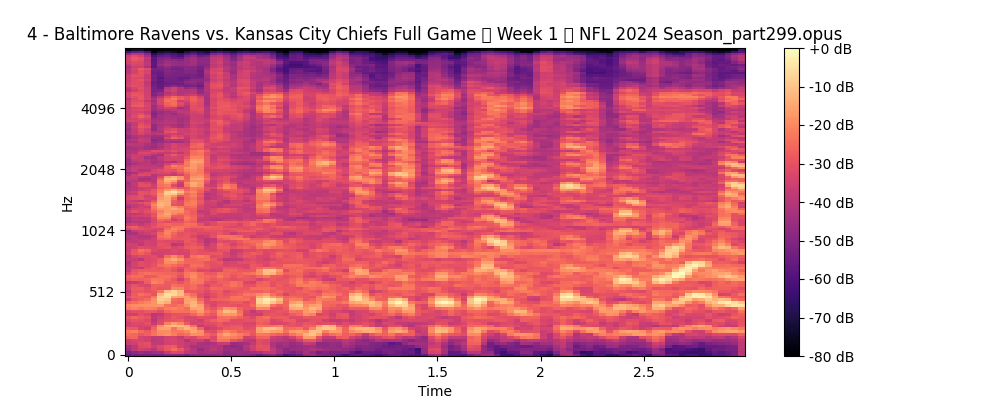 4 - Baltimore Ravens vs. Kansas City Chiefs Full Game ▯ Week 1 ▯ NFL 2024 Season_part299.opus
+0 dB
-10 dB
-20 dB
-30 dB
-40 dB
-50 dB
-60 dB
-70 dB
-80 dB
4096
2048
1024
512
0
Hz
0 0.5 1 1.5 2 2.5
Time